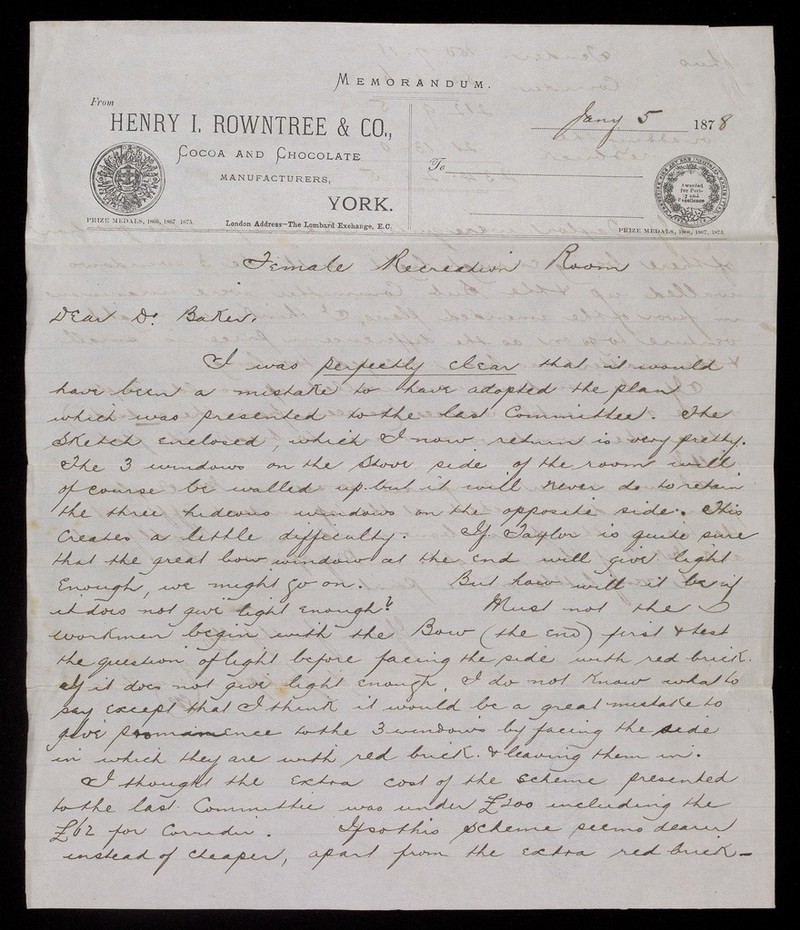 MEMORANDUM.
From
HENRY I. ROWNTREE & CO.,
COCOA AND CHOCOLATE
MANUFACTURERS,
YORK.
PRIZE MEDALS, 1866, 1867 1875.
London Address—The Lombard Exchange, E.C.
Jany 5 1878
To
Awarded for Purity and Excellence
PRIZE MEDALS, 1866, 1867, 1875.
Female Recreation Room
Dear Dr Baker,
I was perfectly clear that it would
have been a mistake to have adopted the plan
which was presented to the last Committee. The
Sketch enclosed, which I now return is very pretty.
The 3 windows on the Stove side of the room will
of course be walled up but it will never do to retain
the three hideous windows on the opposite side. This
Creates a little difficulty. If Taylor is quite sure
that the great bow window at the end will give light
Enough, we might go on. But how will it be if
it does not give light enough? Must not the
workmen begin with the Bow (the end) first & test
the question of light before facing the side with red brick.
If it does not give light enough, I do not know what to
say except that I think it would be a great mistake to
give prominence to the 3 windows by facing the side
in which they are with red brick. & leaving them in.
I thought the Extra cost of the scheme presented
to the last Committee was under £200 including the
£62 for Corridor. If so this scheme seems dearer
instead of cheaper, apart from the extra red brick—